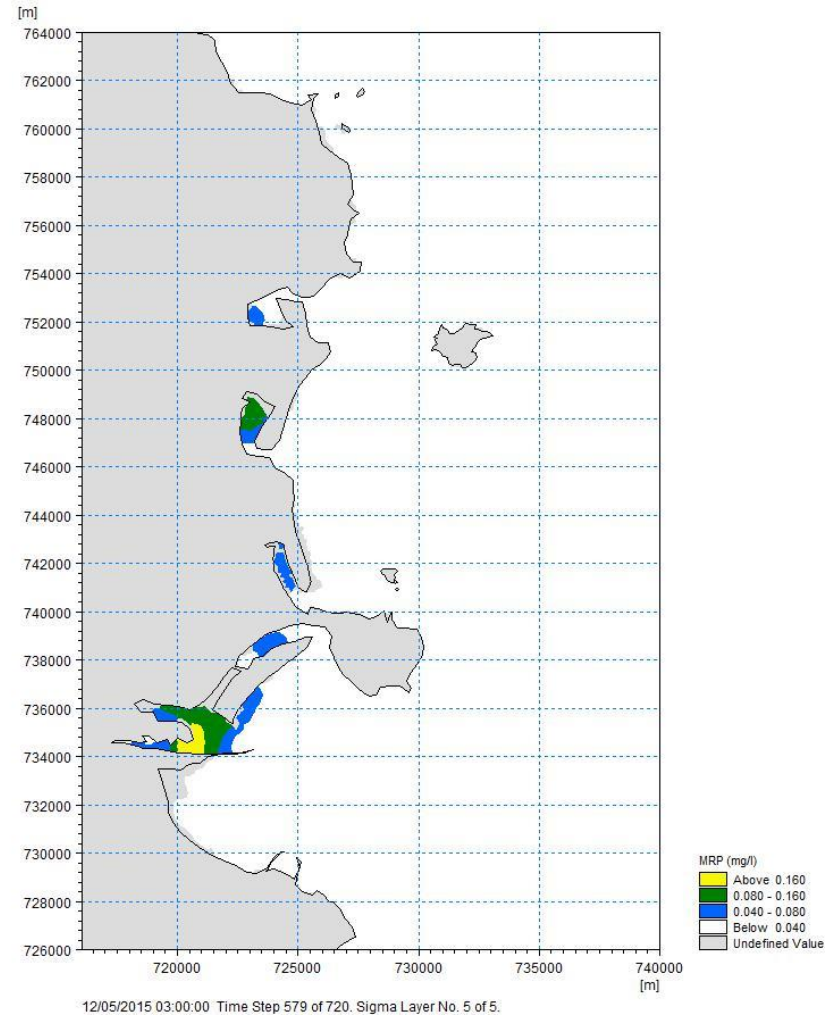 [m]
764000
762000
760000
758000
756000
754000
752000
750000
748000
746000
744000
742000
740000
738000
736000
734000
732000
730000
728000
726000
720000 725000 730000 735000 740000
[m]
MRP (mg/l)
Above 0.160
0.080 - 0.160
0.040 - 0.080
Below 0.040
Undefined Value
12/05/2015 03:00:00 Time Step 579 of 720. Sigma Layer No. 5 of 5.